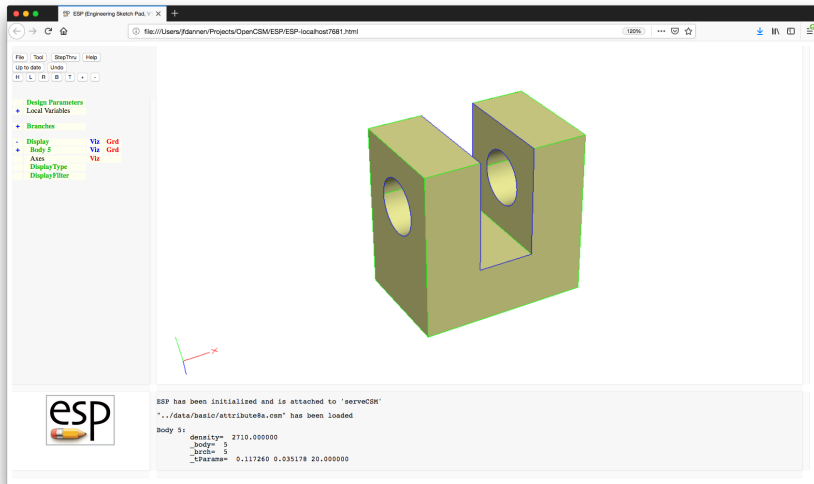 ESP (Engineering Sketch Pad, V
file:///Users/jfdannen/Projects/OpenCSM/ESP/ESP-localhost7681.html
120%
File Tool StepThru Help
Up to date Undo
H L R B T + -
Design Parameters
+ Local Variables
+ Branches
- Display Viz Grd
+ Body 5 Viz Grd
Axes Viz
DisplayType
DisplayFilter
x
esp
ESP has been initialized and is attached to 'serveCSM'
"../data/basic/attribute8a.csm" has been loaded
Body 5:
density= 2710.000000
_body= 5
_brch= 5
_tParams= 0.117260 0.035178 20.000000